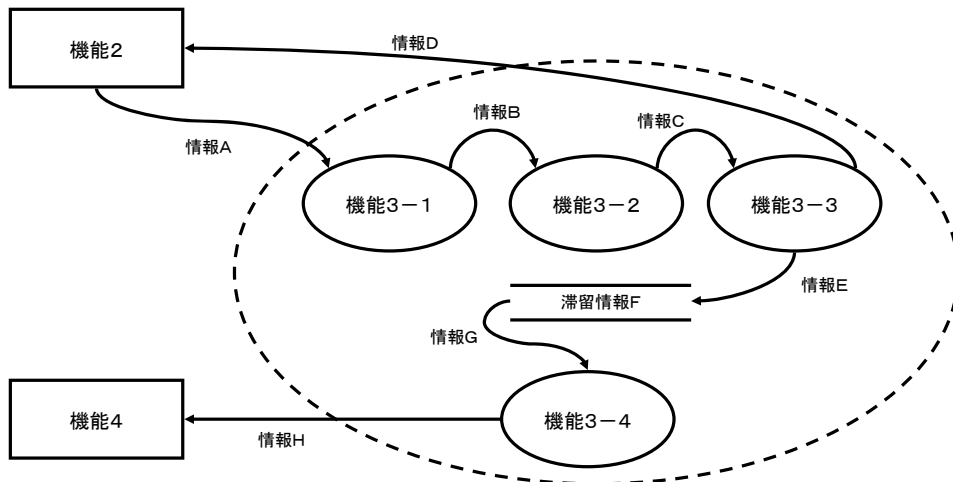 機能2
情報D
情報A
情報B
情報C
機能3－1
機能3－2
機能3－3
情報E
滞留情報F
情報G
機能4
機能3－4
情報H